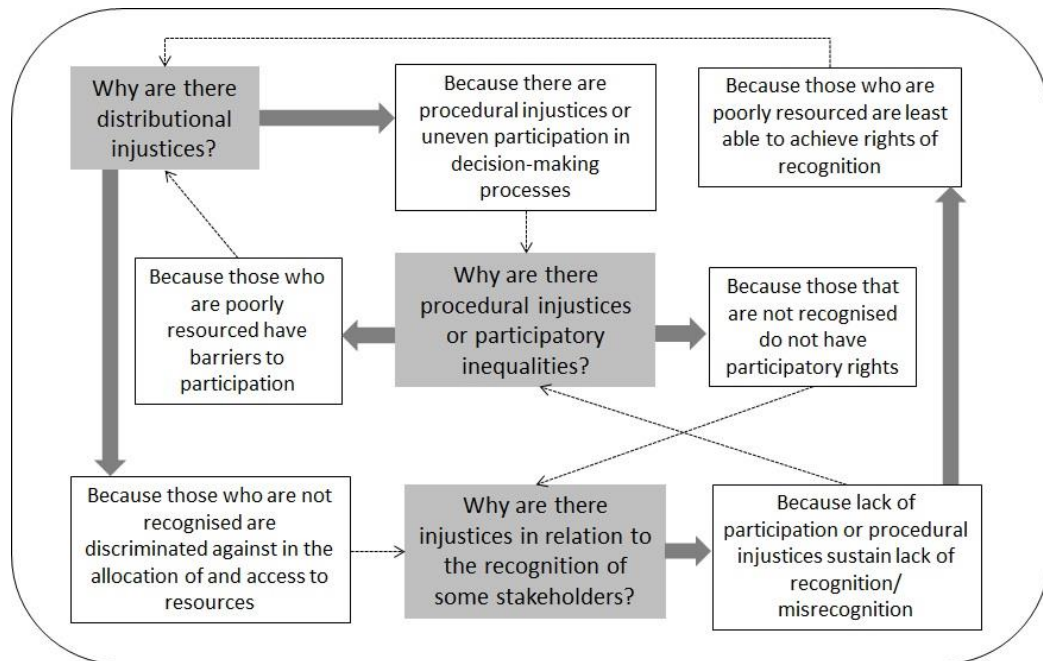 Why are there
distributional
injustices?
Because there are
procedural injustices or
uneven participation in
decision-making
processes
Because those who are
poorly resourced are least
able to achieve rights of
recognition
Because those who
are poorly
resourced have
barriers to
participation
Why are there
procedural injustices
or participatory
inequalities?
Because those that
are not recognised
do not have
participatory rights
Because those who are not
recognised are
discriminated against in the
allocation of and access to
resources
Why are there
injustices in relation to
the recognition of
some stakeholders?
Because lack of
participation or procedural
injustices sustain lack of
recognition/
misrecognition